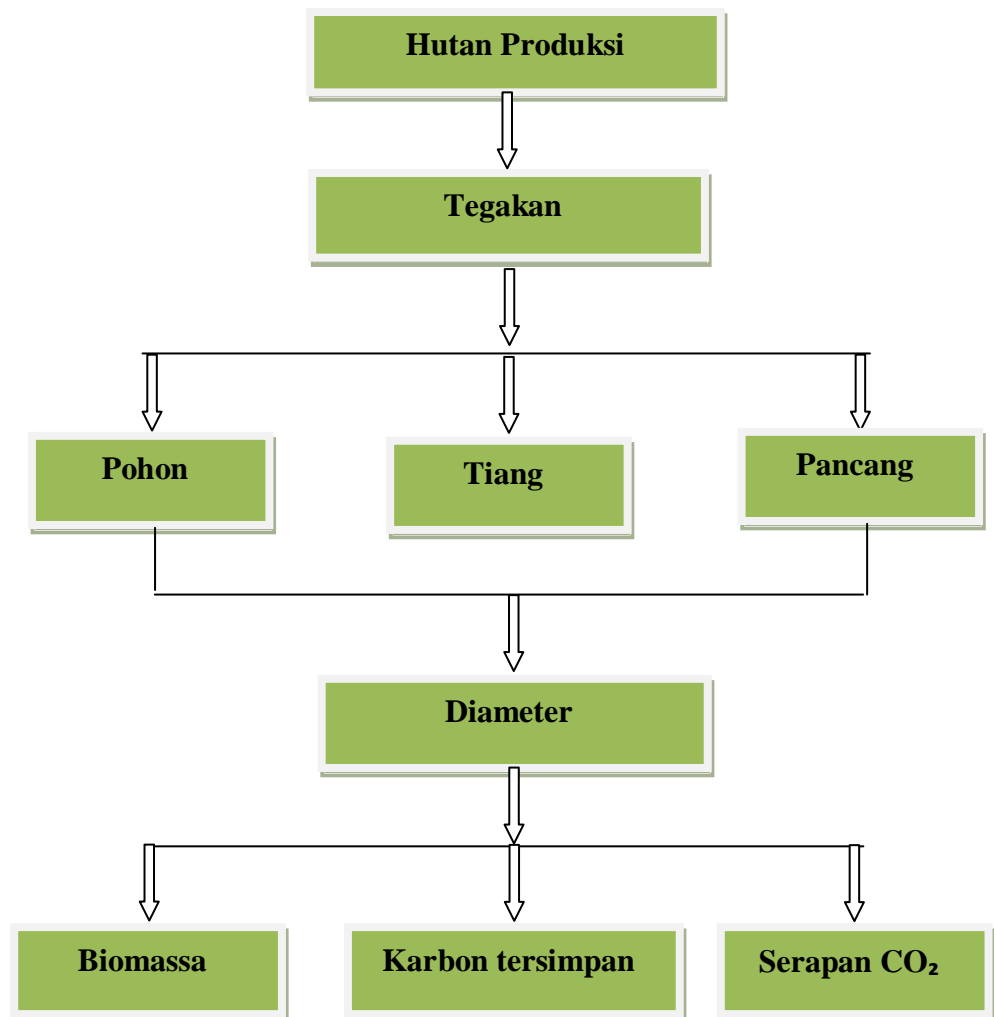 Hutan Produksi
Tegakan
Pohon
Tiang
Pancang
Diameter
Biomassa
Karbon tersimpan
Serapan CO₂